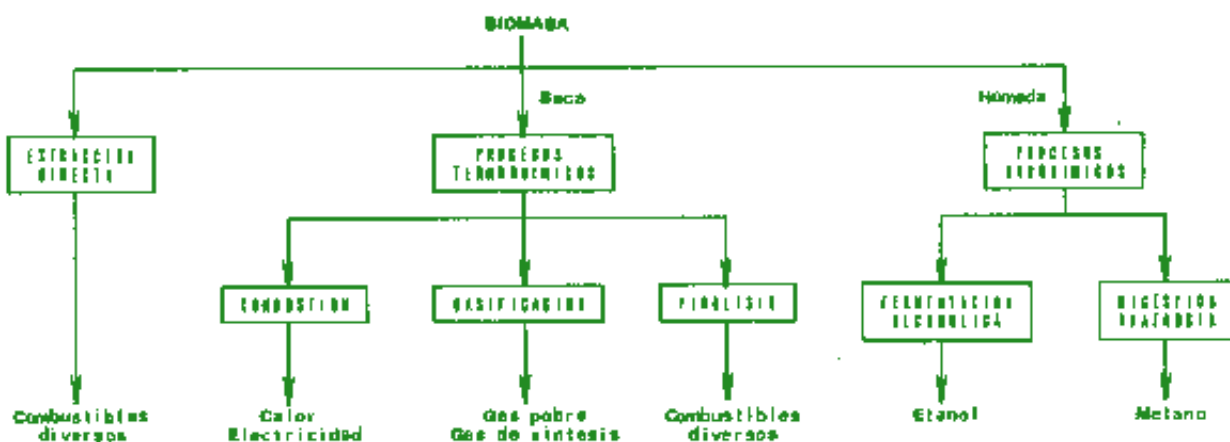 BIOMASA
Seca
Húmeda
EXTRACCION
DIRECTA
PROCESOS
TERMOQUIMICOS
PROCESOS
BIOQUIMICOS
COMBUSTION
GASIFICACION
PIROLISIS
FERMENTACION
ALCOHOLICA
DIGESTION
ANAEROBIA
Combustibles
diversos
Calor
Electricidad
Gas pobre
Gas de síntesis
Combustibles
diversos
Etanol
Metano